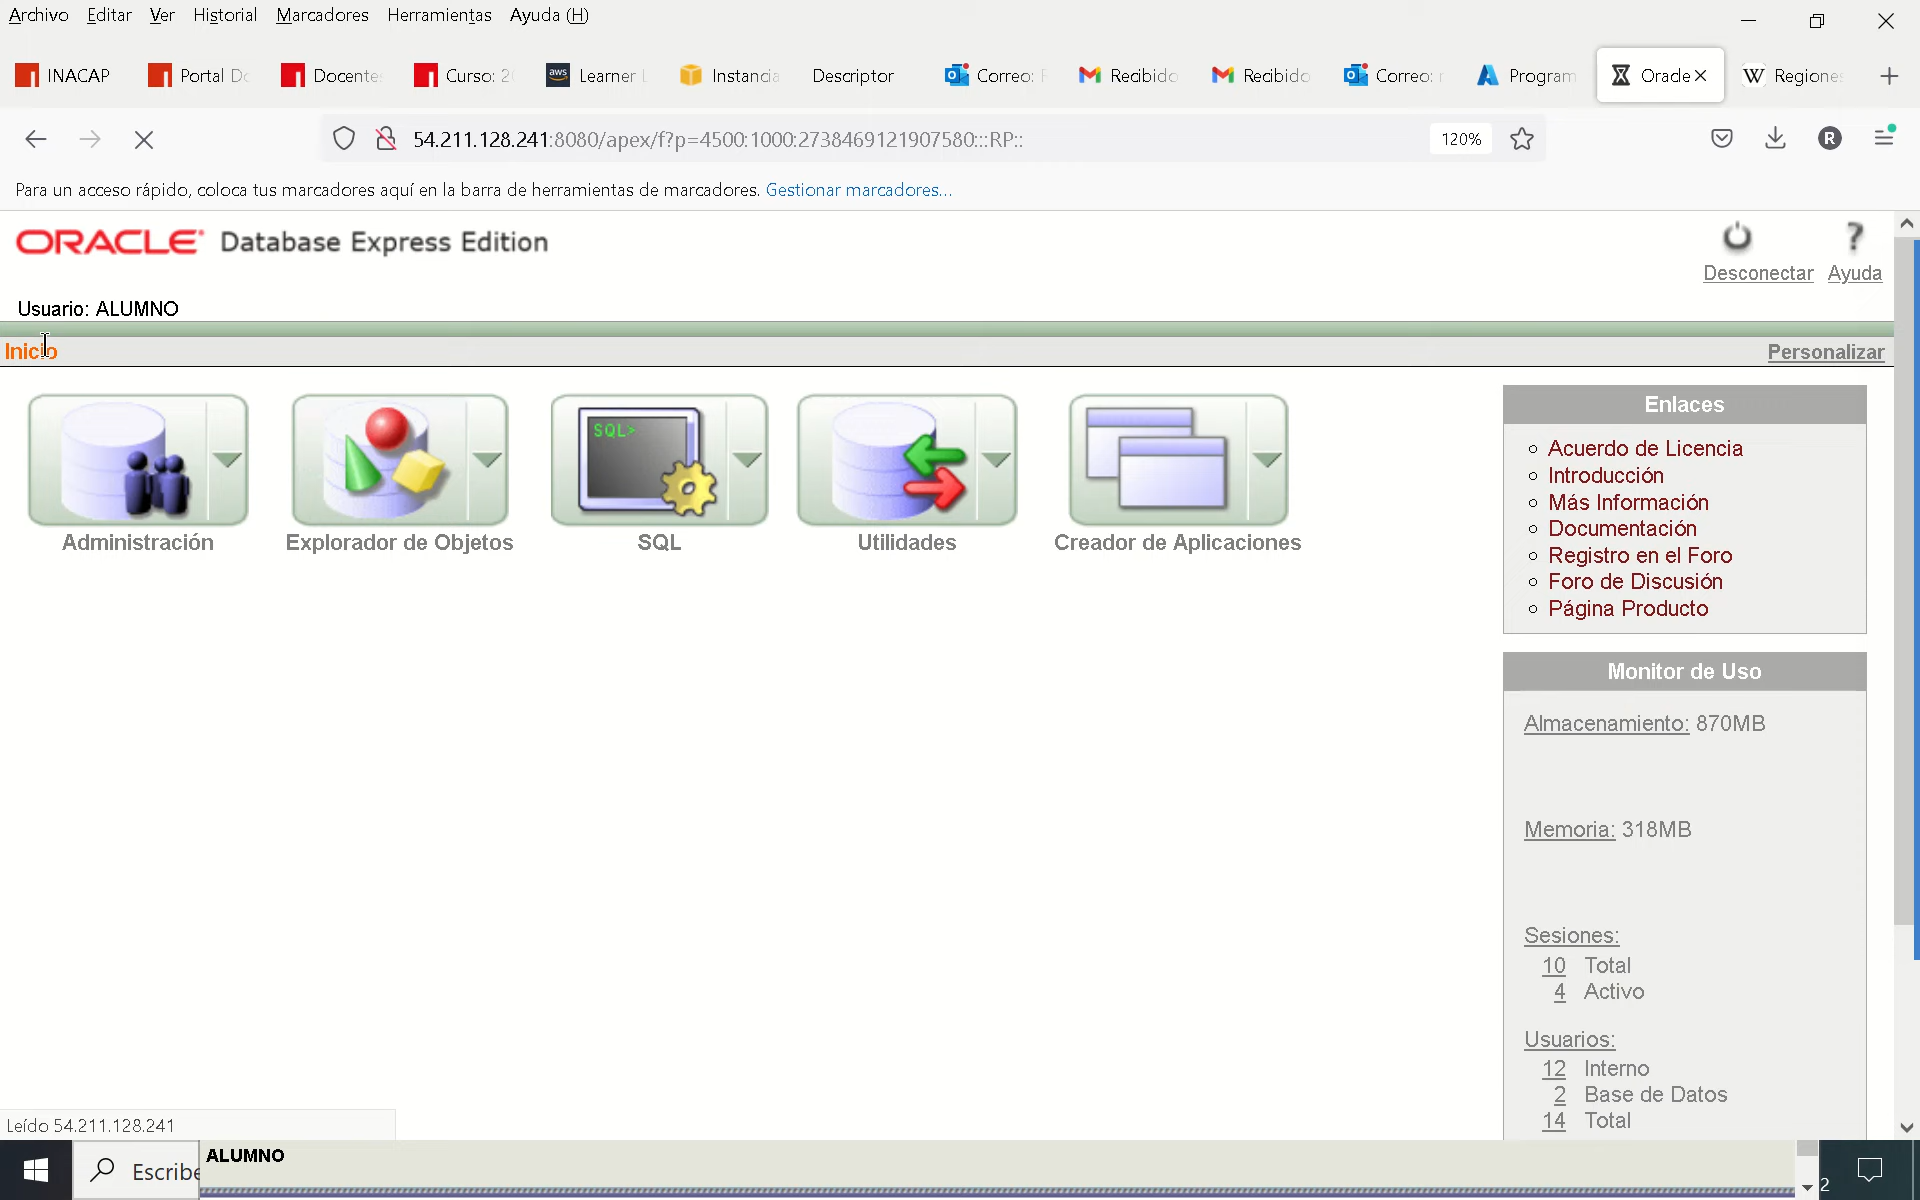 Archivo Editar Ver Historial Marcadores Herramientas Ayuda (H)
INACAP Portal Do Docente Curso: 2 Learner Instancia Descriptor Correo: Recibido Recibido Correo: Program Oracle Regiones
54.211.128.241:8080/apex/f?p=4500:1000:2738469121907580:::RP:: 120% R
Para un acceso rápido, coloca tus marcadores aquí en la barra de herramientas de marcadores. Gestionar marcadores...
ORACLE Database Express Edition
Desconectar Ayuda
Usuario: ALUMNO
Inicio Personalizar
SQL>
Administración Explorador de Objetos SQL Utilidades Creador de Aplicaciones
Enlaces
Acuerdo de Licencia
Introducción
Más Información
Documentación
Registro en el Foro
Foro de Discusión
Página Producto
Monitor de Uso
Almacenamiento: 870MB
Memoria: 318MB
Sesiones:
10 Total
4 Activo
Usuarios:
12 Interno
2 Base de Datos
14 Total
Leído 54.211.128.241
Escribe ALUMNO 2